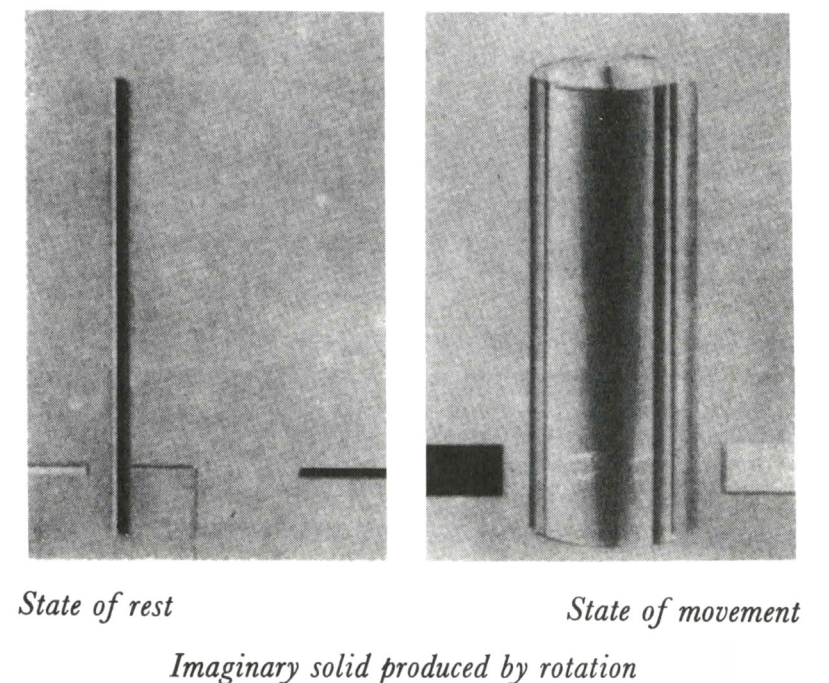 State of rest
State of movement
Imaginary solid produced by rotation